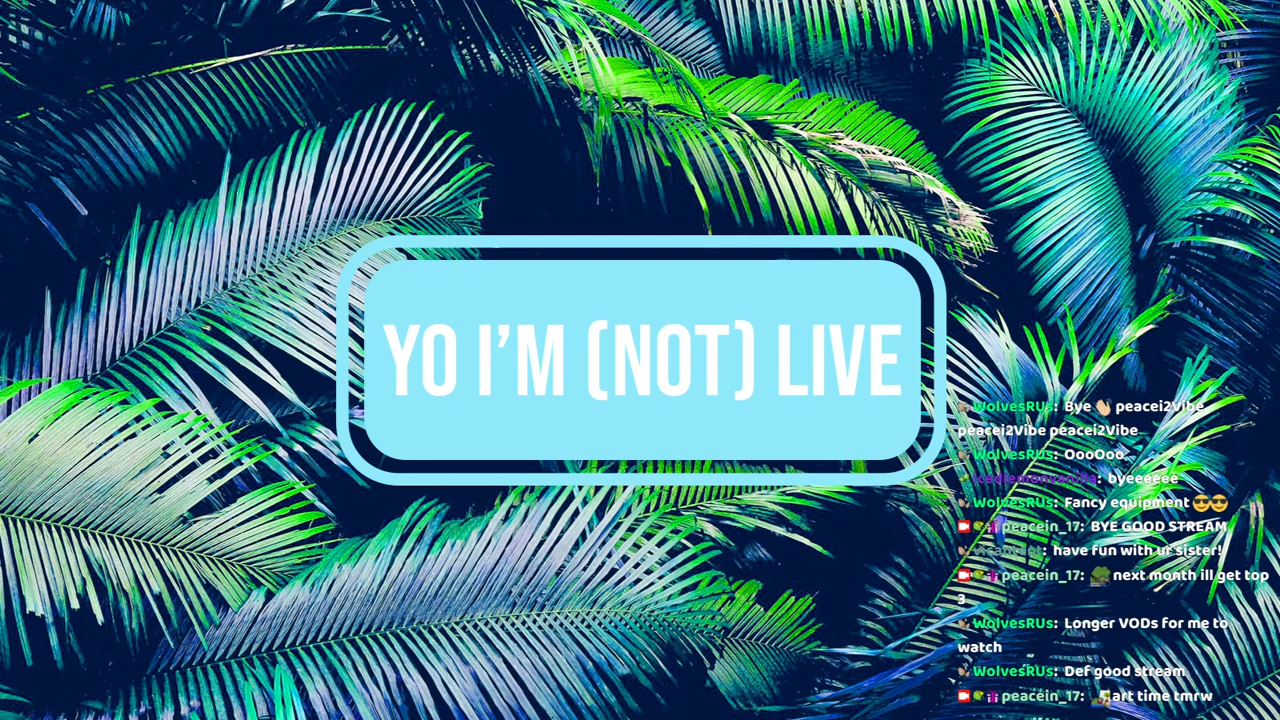 YO I'M (NOT) LIVE
WolvesRUs: Bye 👋🏼 peacei2Vibe
peacei2Vibe peacei2Vibe
WolvesRUs: OooOoo
icedlemonvanilla: byeeeeee
WolvesRUs: Fancy equipment 😎😎
peacein_17: BYE GOOD STREAM
: have fun with ur sister!
peacein_17: next month ill get top
3
WolvesRUs: Longer VODs for me to
watch
WolvesRUs: Def good stream
peacein_17: art time tmrw